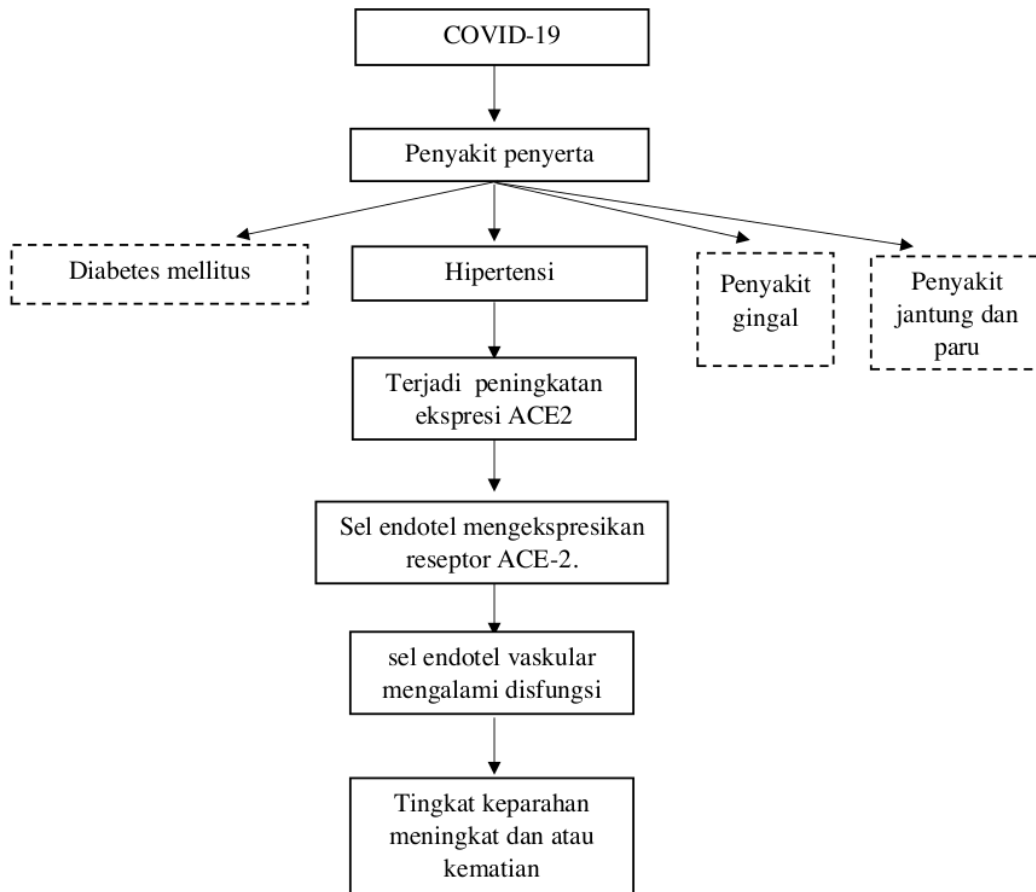 COVID-19
Penyakit penyerta
Diabetes mellitus
Hipertensi
Penyakit
gingal
Penyakit
jantung dan
paru
Terjadi  peningkatan
ekspresi ACE2
Sel endotel mengekspresikan
reseptor ACE-2.
sel endotel vaskular
mengalami disfungsi
Tingkat keparahan
meningkat dan atau
kematian